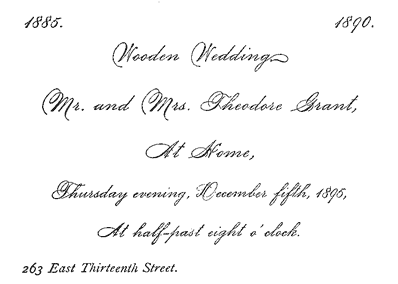 1885. 1890.
Wooden Wedding
Mr. and Mrs. Theodore Grant,
At Home,
Thursday evening, December fifth, 1895,
At half-past eight o'clock.
263 East Thirteenth Street.